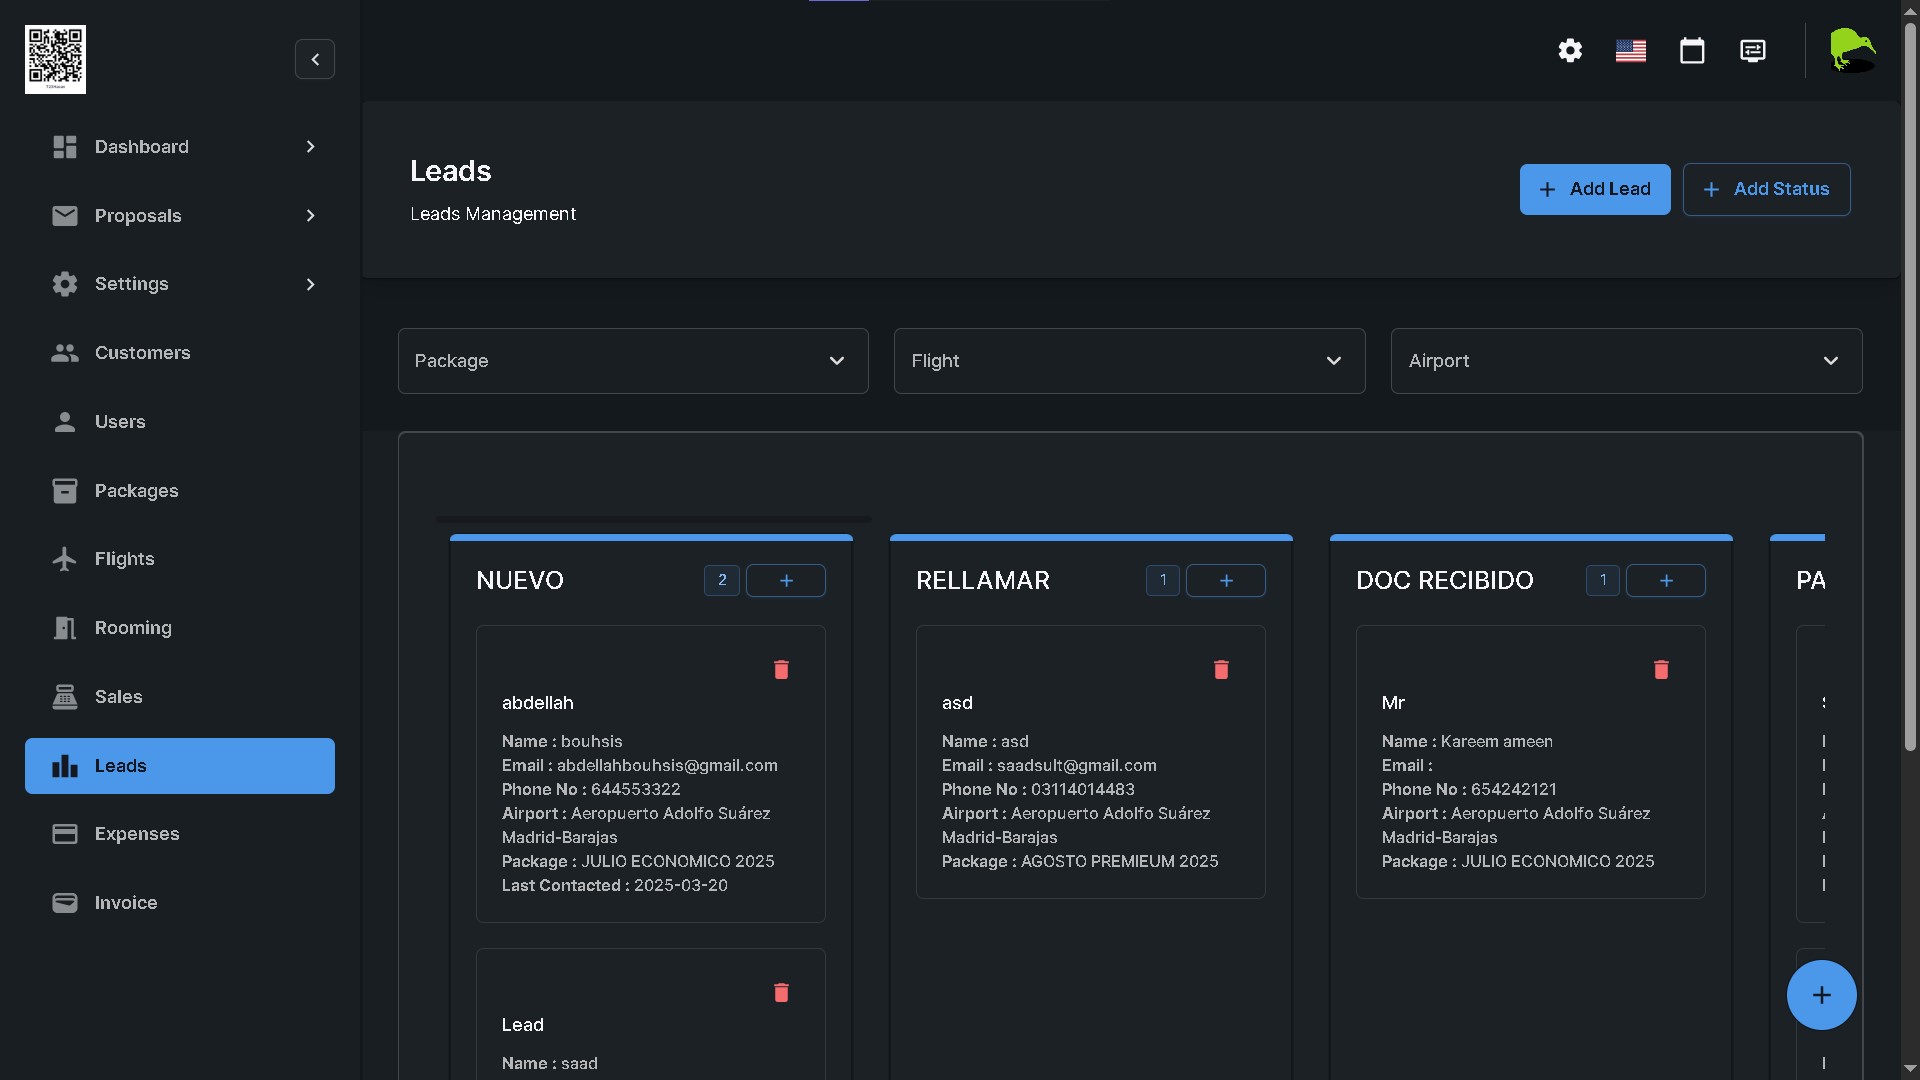 Dashboard
Proposals
Settings
Customers
Users
Packages
Flights
Rooming
Sales
Leads
Expenses
Invoice
Leads
Leads Management
Add Lead
Add Status
Package
Flight
Airport
NUEVO
2
abdellah
Name : bouhsis
Email : abdellahbouhsis@gmail.com
Phone No : 644553322
Airport : Aeropuerto Adolfo Suárez
Madrid-Barajas
Package : JULIO ECONOMICO 2025
Last Contacted : 2025-03-20
Lead
Name : saad
RELLAMAR
1
asd
Name : asd
Email : saadsult@gmail.com
Phone No : 03114014483
Airport : Aeropuerto Adolfo Suárez
Madrid-Barajas
Package : AGOSTO PREMIEUM 2025
DOC RECIBIDO
1
Mr
Name : Kareem ameen
Email :
Phone No : 654242121
Airport : Aeropuerto Adolfo Suárez
Madrid-Barajas
Package : JULIO ECONOMICO 2025
PA